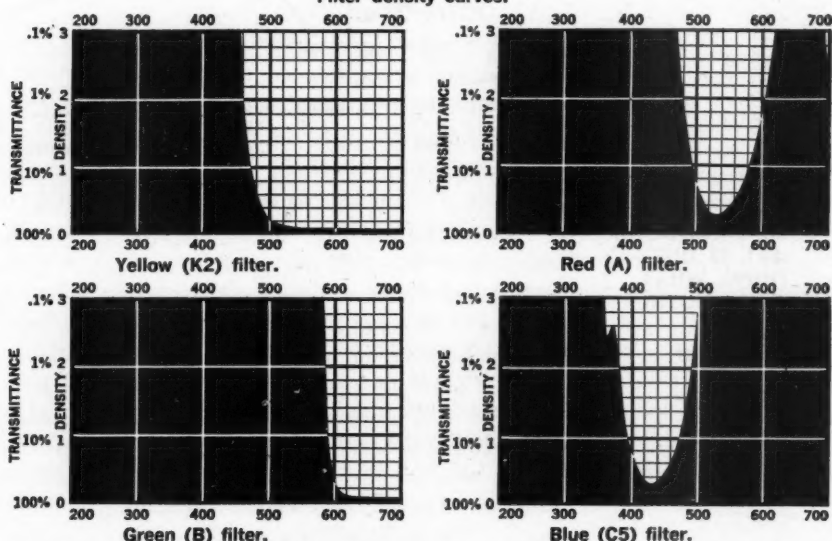 Filter density curves.
200 300 400 500 600 700
.1% 3
1% 2
10% 1
100% 0
TRANSMITTANCE
DENSITY
200 300 400 500 600 700
Yellow (K2) filter.
200 300 400 500 600 700
.1% 3
1% 2
10% 1
100% 0
TRANSMITTANCE
DENSITY
200 300 400 500 600 700
Red (A) filter.
200 300 400 500 600 700
.1% 3
1% 2
10% 1
100% 0
TRANSMITTANCE
DENSITY
200 300 400 500 600 700
Green (B) filter.
200 300 400 500 600 700
.1% 3
1% 2
10% 1
100% 0
TRANSMITTANCE
DENSITY
200 300 400 500 600 700
Blue (C5) filter.